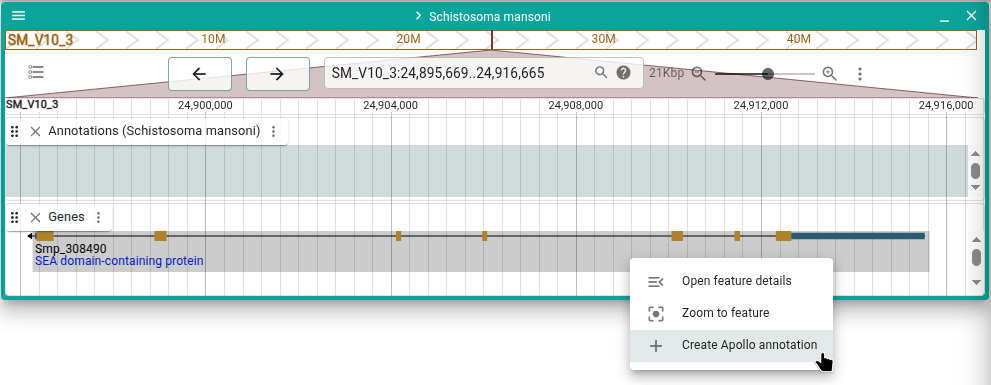 Schistosoma mansoni
SM_V10_3 10M 20M 30M 40M
SM_V10_3:24,895,669..24,916,665 21Kbp
SM_V10_3 24,900,000 24,904,000 24,908,000 24,912,000 24,916,000
Annotations (Schistosoma mansoni)
Genes
Smp_308490
SEA domain-containing protein
Open feature details
Zoom to feature
Create Apollo annotation